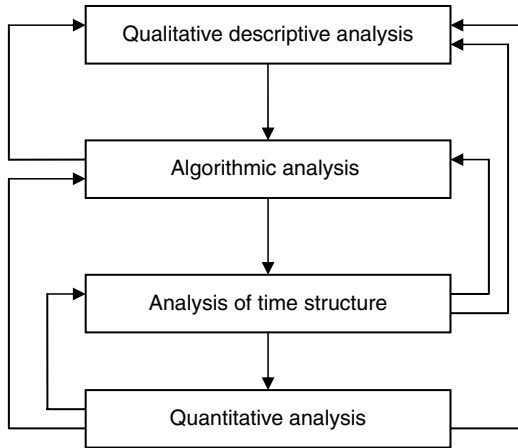 Qualitative descriptive analysis
Algorithmic analysis
Analysis of time structure
Quantitative analysis